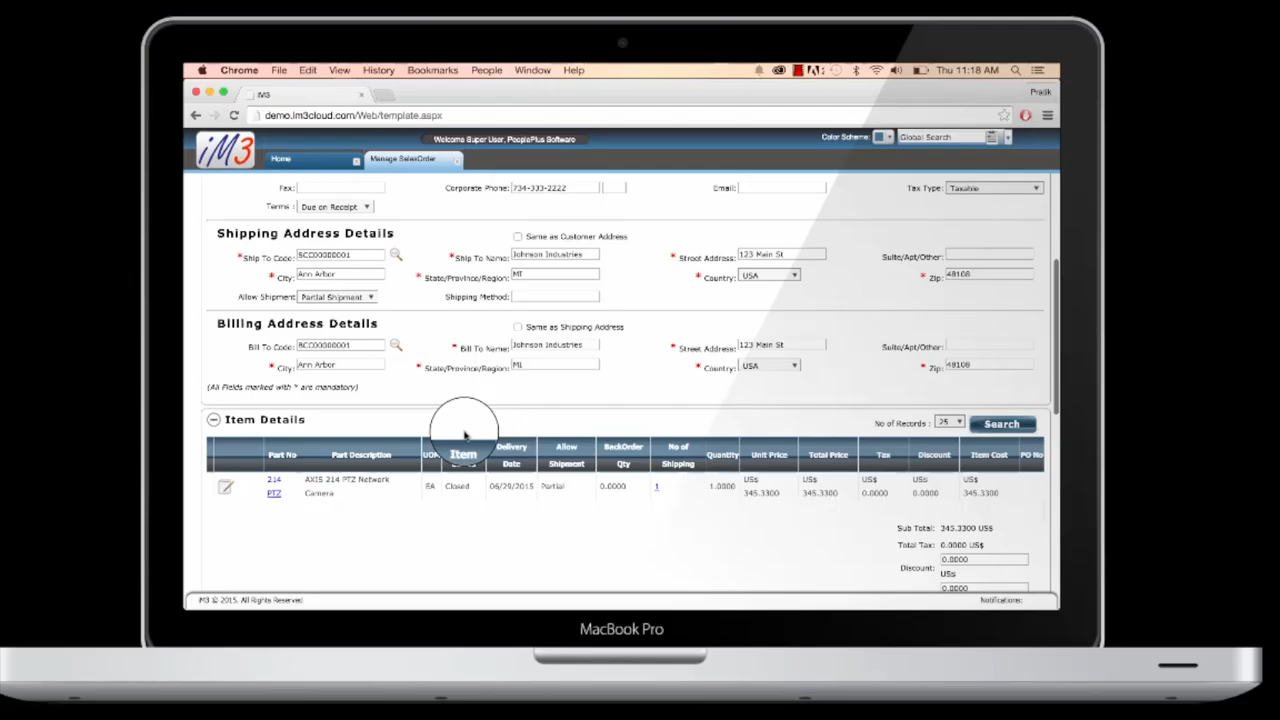 Chrome File Edit View History Bookmarks People Window Help Thu 11:18 AM
iM3 Pratik
demo.im3cloud.com/Web/template.aspx
Welcome Super User, PeoplePlus Software Color Scheme: Global Search
iM3 Home Manage SalesOrder
Fax: Corporate Phone: 734-333-2222 Email: Tax Type: Taxable
Terms : Due on Receipt
Shipping Address Details
Same as Customer Address
*Ship To Code: SCC00000001 *Ship To Name: Johnson Industries * Street Address: 123 Main St Suite/Apt/Other:
* City: Ann Arbor * State/Province/Region: MI * Country: USA * Zip: 48108
Allow Shipment: Partial Shipment Shipping Method:
Billing Address Details
Same as Shipping Address
Bill To Code: BCC00000001 * Bill To Name: Johnson Industries * Street Address: 123 Main St Suite/Apt/Other:
* City: Ann Arbor * State/Province/Region: MI * Country: USA * Zip: 48108
(All Fields marked with * are mandatory)
Item Details
No of Records : 25 Search
Part No Part Description Item Delivery Date Allow Shipment BackOrder Qty No of Shipping Quantity Unit Price Total Price Tax Discount Item Cost PO No
214 AXIS 214 PTZ Network EA Closed 06/29/2015 Partial 0.0000 1 1.0000 US$ US$ US$ US$ US$
PTZ Camera 345.3300 345.3300 0.0000 0.0000 345.3300
Sub Total: 345.3300 US$
Total Tax: 0.0000 US$
0.0000
Discount:
US$
0.0000
iM3 © 2015. All Rights Reserved Notifications:
MacBook Pro